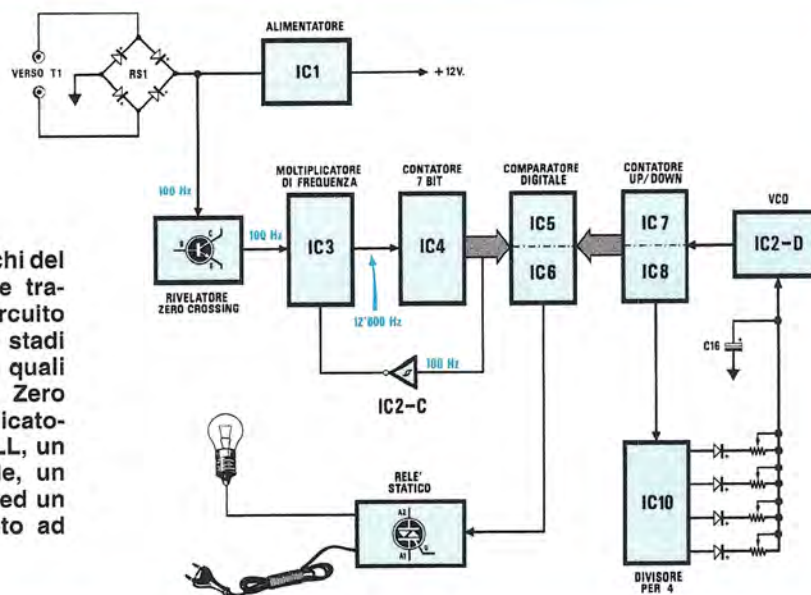 ALIMENTATORE
IC1
+12V.
VERSO T1
RS1
100 Hz
MOLTIPLICATORE
DI FREQUENZA
IC3
CONTATORE
7 BIT
IC4
COMPARATORE
DIGITALE
IC5
IC6
CONTATORE
UP/DOWN
IC7
IC8
VCO
IC2-D
B
C
E
RIVELATORE
ZERO CROSSING
100 Hz
12'800 Hz
100 Hz
IC2-C
C16
chi del
e tra-
rcuito
stadi
quali
Zero
icato-
LL, un
le, un
ed un
to ad
RELE'
STATICO
A2
A1
G
IC10
DIVISORE
PER 4